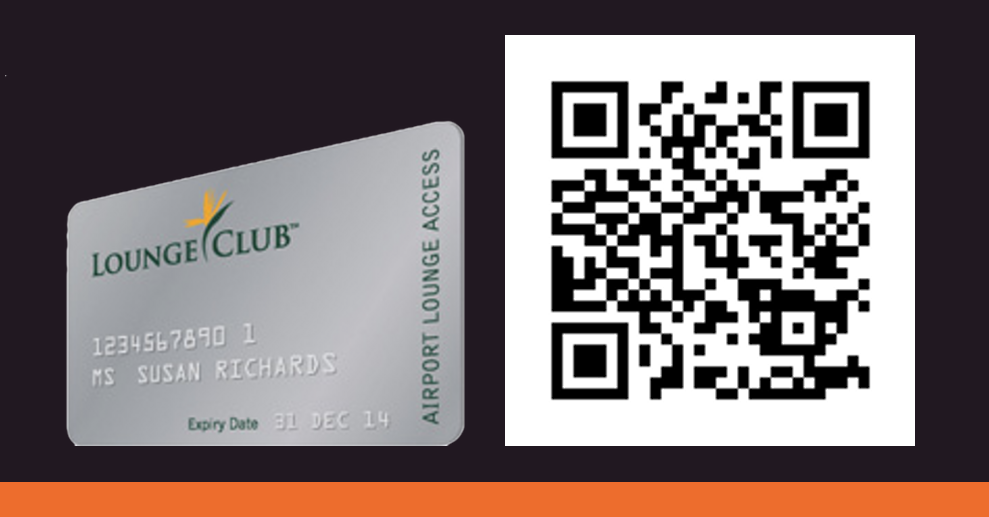 LOUNGE CLUB™
1234567890 1
MS SUSAN RICHARDS
Expiry Date 31 DEC 14
AIRPORT LOUNGE ACCESS